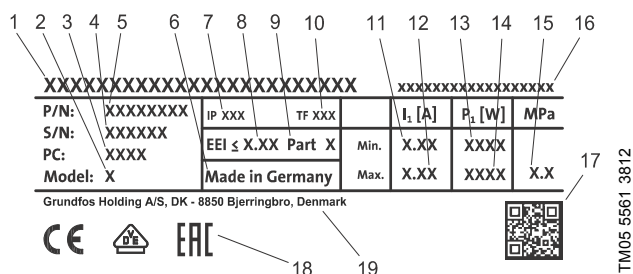 1 2 3 4 5 6 7 8 9 10 11 12 13 14 15 16
XXXXXXXXXXXXXXXXXXXXXXXXXX xxxxxxxxxxxxxxxxxx
P/N: XXXXXXXX IP XXX TF XXX I₁ [A] P₁ [W] MPa
S/N: XXXXXX EEI ≤ X.XX Part X Min. X.XX XXXX
PC: XXXX
Model: X Made in Germany Max. X.XX XXXX X.X
17
Grundfos Holding A/S, DK - 8850 Bjerringbro, Denmark
CE VDE EAC
18 19
TM05 5561 3812